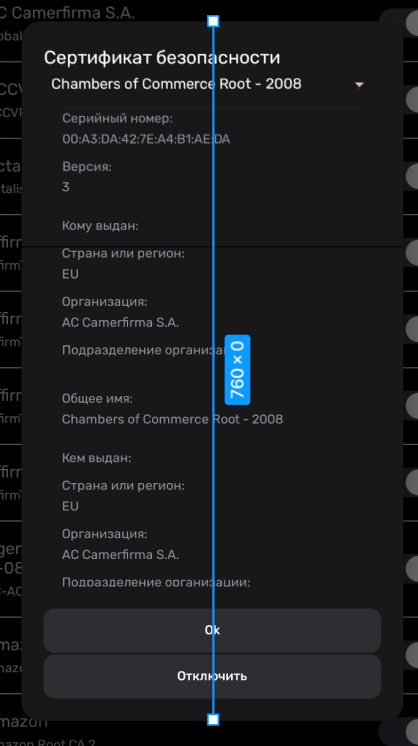 AC Camerfirma S.A.
Сертификат безопасности
Chambers of Commerce Root - 2008
Серийный номер:
00:A3:DA:42:7E:A4:B1:AE:DA
Версия:
3
Кому выдан:
Страна или регион:
EU
Организация:
AC Camerfirma S.A.
Подразделение организа
760 × 0
Общее имя:
Chambers of Commerce Root - 2008
Кем выдан:
Страна или регион:
EU
Организация:
AC Camerfirma S.A.
Подразделение организации:
Ok
Отключить
mazon Root CA 2